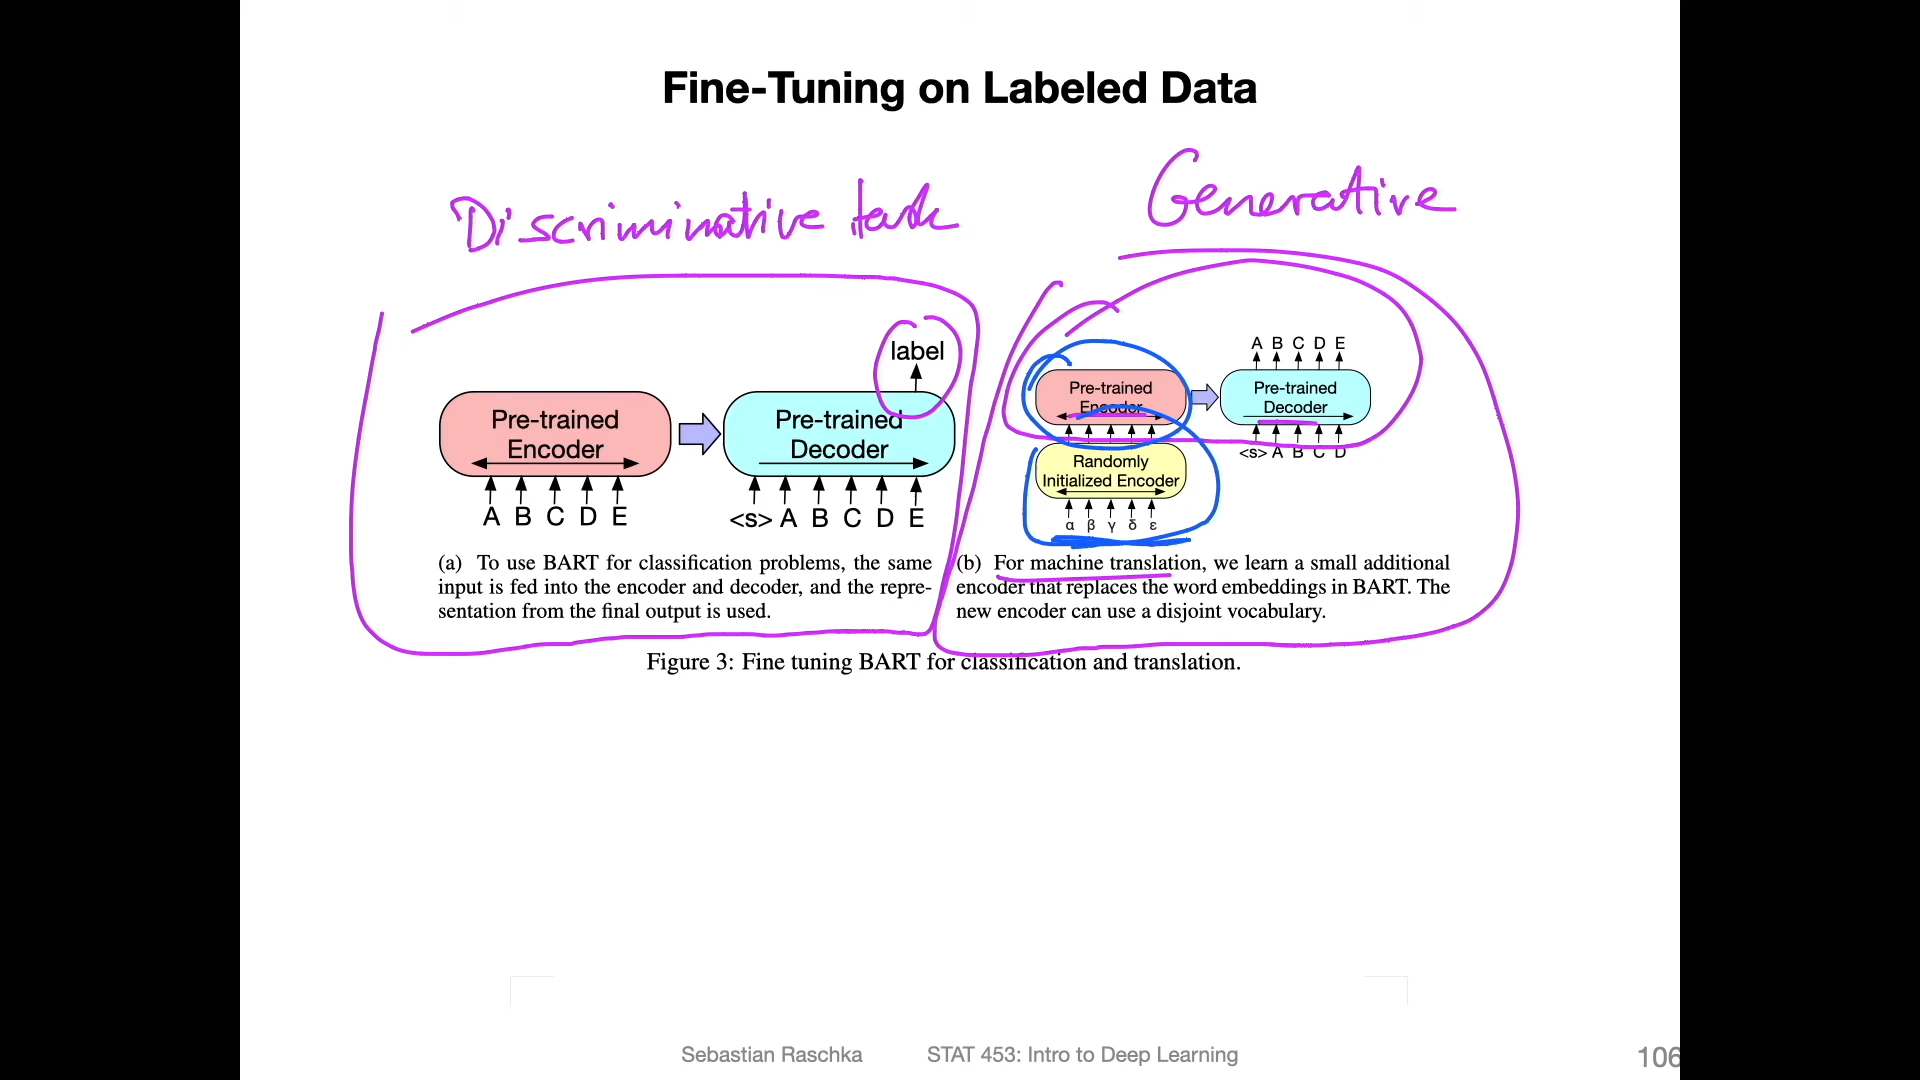 Fine-Tuning on Labeled Data
Discriminative task
Generative
label
Pre-trained
Encoder
Pre-trained
Decoder
A B C D E
<s> A B C D E
A B C D E
Pre-trained
Encoder
Pre-trained
Decoder
<s> A B C D
Randomly
Initialized Encoder
α β γ δ ε
(a) To use BART for classification problems, the same
input is fed into the encoder and decoder, and the repre-
sentation from the final output is used.
(b) For machine translation, we learn a small additional
encoder that replaces the word embeddings in BART. The
new encoder can use a disjoint vocabulary.
Figure 3: Fine tuning BART for classification and translation.
Sebastian Raschka
STAT 453: Intro to Deep Learning
106